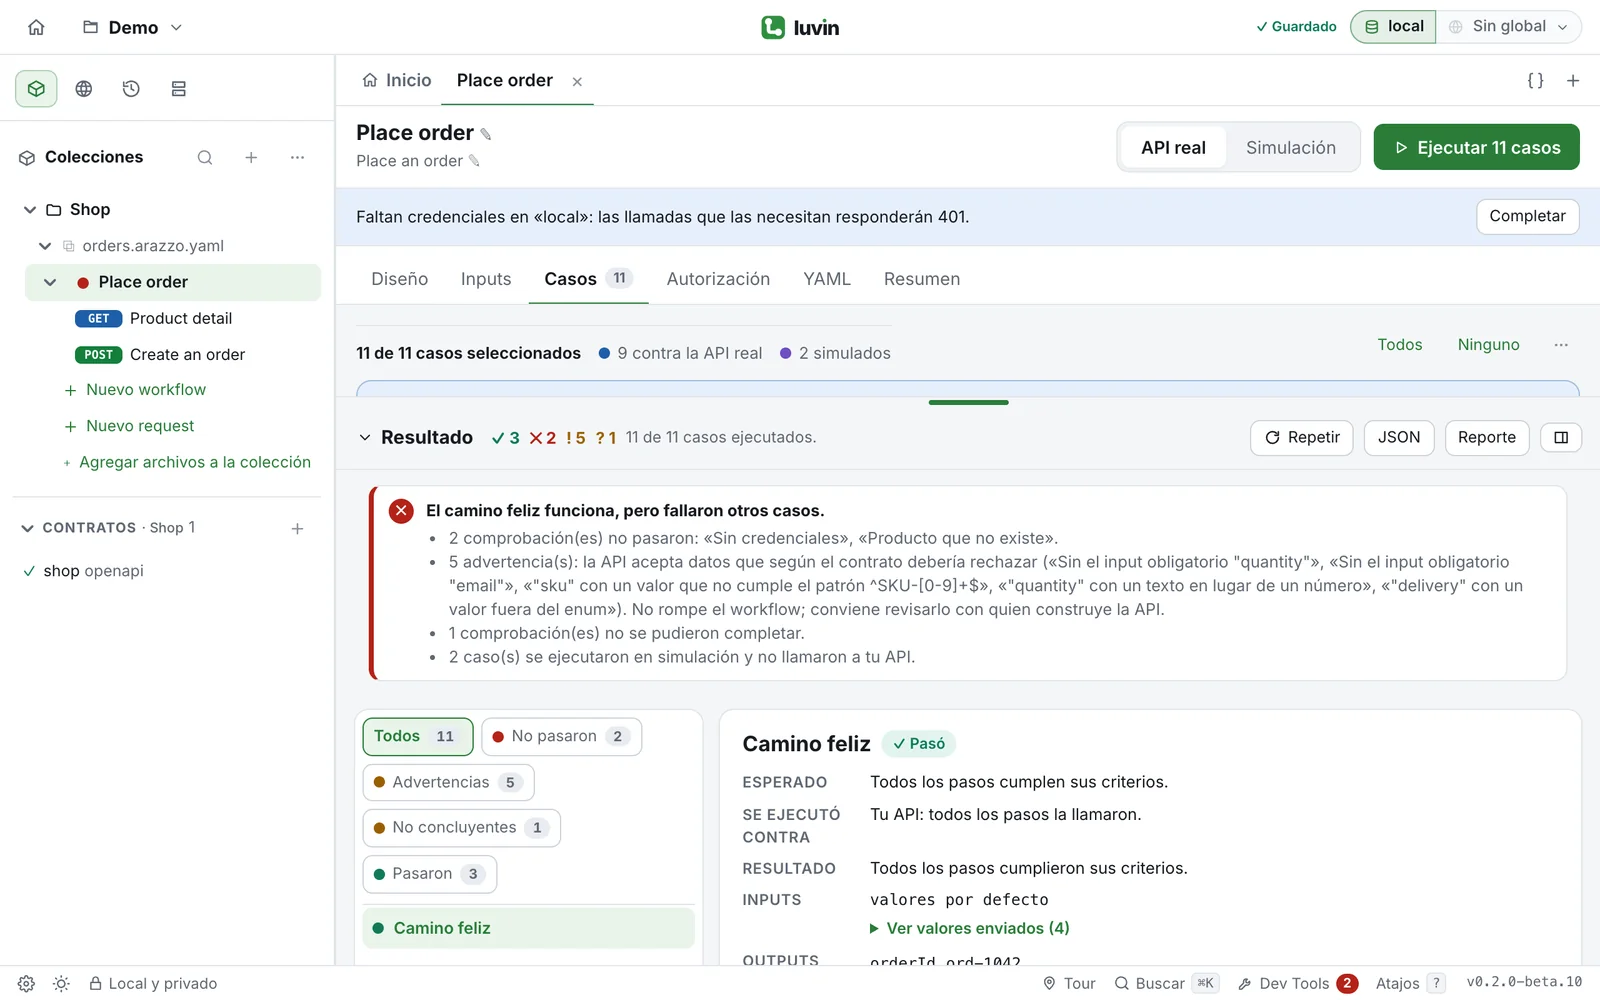 Demo
luvin
Guardado
local
Sin global
Inicio
Place order
Colecciones
Place order
Place an order
API real
Simulación
Ejecutar 11 casos
Shop
orders.arazzo.yaml
Place order
GET Product detail
POST Create an order
+ Nuevo workflow
+ Nuevo request
+ Agregar archivos a la colección
CONTRATOS · Shop 1
shop openapi
Faltan credenciales en «local»: las llamadas que las necesitan responderán 401.
Completar
Diseño
Inputs
Casos 11
Autorización
YAML
Resumen
11 de 11 casos seleccionados
9 contra la API real
2 simulados
Todos
Ninguno
Resultado
3
2
! 5
? 1
11 de 11 casos ejecutados.
Repetir
JSON
Reporte
El camino feliz funciona, pero fallaron otros casos.
• 2 comprobación(es) no pasaron: «Sin credenciales», «Producto que no existe».
• 5 advertencia(s): la API acepta datos que según el contrato debería rechazar («Sin el input obligatorio "quantity"», «Sin el input obligatorio
"email"», «"sku" con un valor que no cumple el patrón ^SKU-[0-9]+$», «"quantity" con un texto en lugar de un número», «"delivery" con un
valor fuera del enum»). No rompe el workflow; conviene revisarlo con quien construye la API.
• 1 comprobación(es) no se pudieron completar.
• 2 caso(s) se ejecutaron en simulación y no llamaron a tu API.
Todos 11
No pasaron 2
Advertencias 5
No concluyentes 1
Pasaron 3
Camino feliz
Camino feliz
Pasó
ESPERADO
Todos los pasos cumplen sus criterios.
SE EJECUTÓ
CONTRA
Tu API: todos los pasos la llamaron.
RESULTADO
Todos los pasos cumplieron sus criterios.
INPUTS
valores por defecto
Ver valores enviados (4)
OUTPUTS
orderId ord-1042
Local y privado
Tour
Buscar ⌘K
Dev Tools 2
Atajos ?
v0.2.0-beta.10